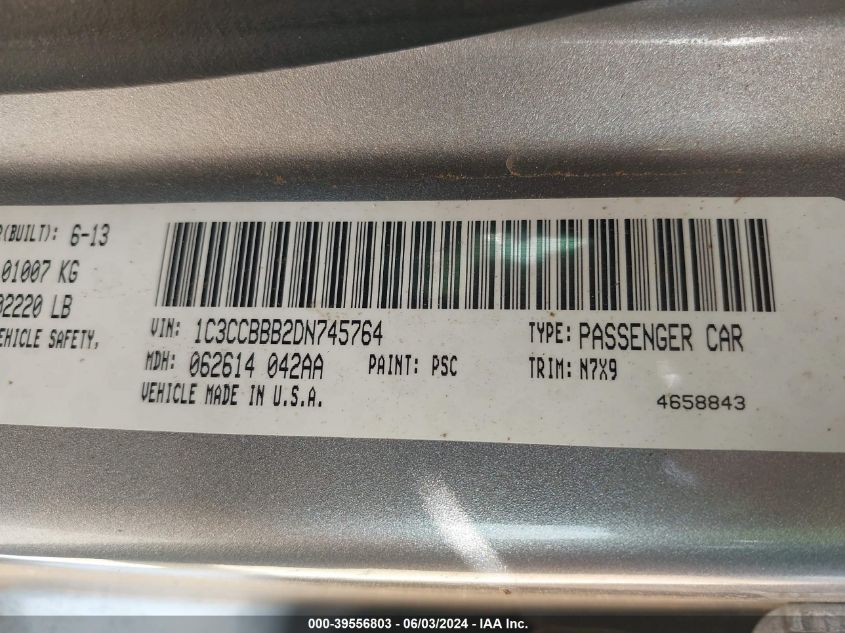 (BUILT): 6-13
01007 KG
2220 LB
EHICLE SAFETY,
VIN: 1C3CCBBB2DN745764
TYPE: PASSENGER CAR
MDH: 062614 042AA
PAINT: PSC
TRIM: N7X9
VEHICLE MADE IN U.S.A.
4658843
000-39556803 - 06/03/2024 - IAA Inc.